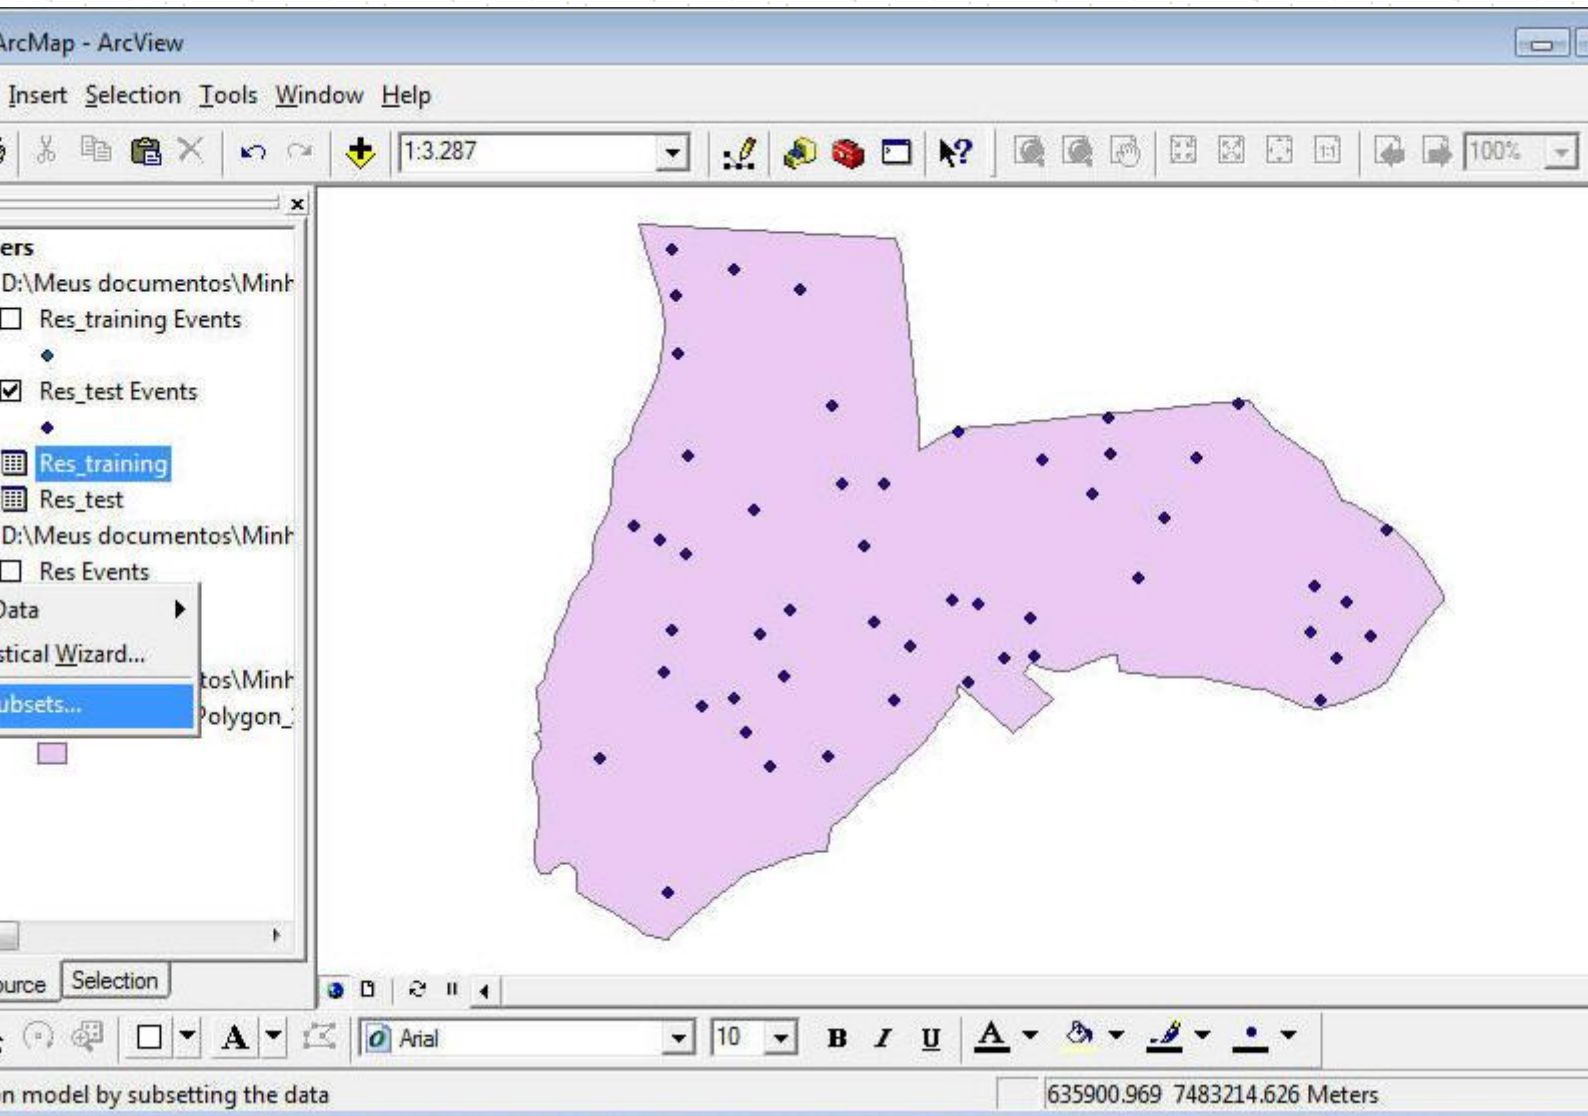 ArcMap - ArcView
Insert Selection Tools Window Help
1:3.287
100%
ers
D:\Meus documentos\Minh
Res_training Events
Res_test Events
Res_training
Res_test
D:\Meus documentos\Minh
Res Events
Data
stical Wizard...
tos\Minh
ubsets...
Polygon_
ource Selection
Arial 10 B I U A
n model by subsetting the data
635900.969 7483214.626 Meters